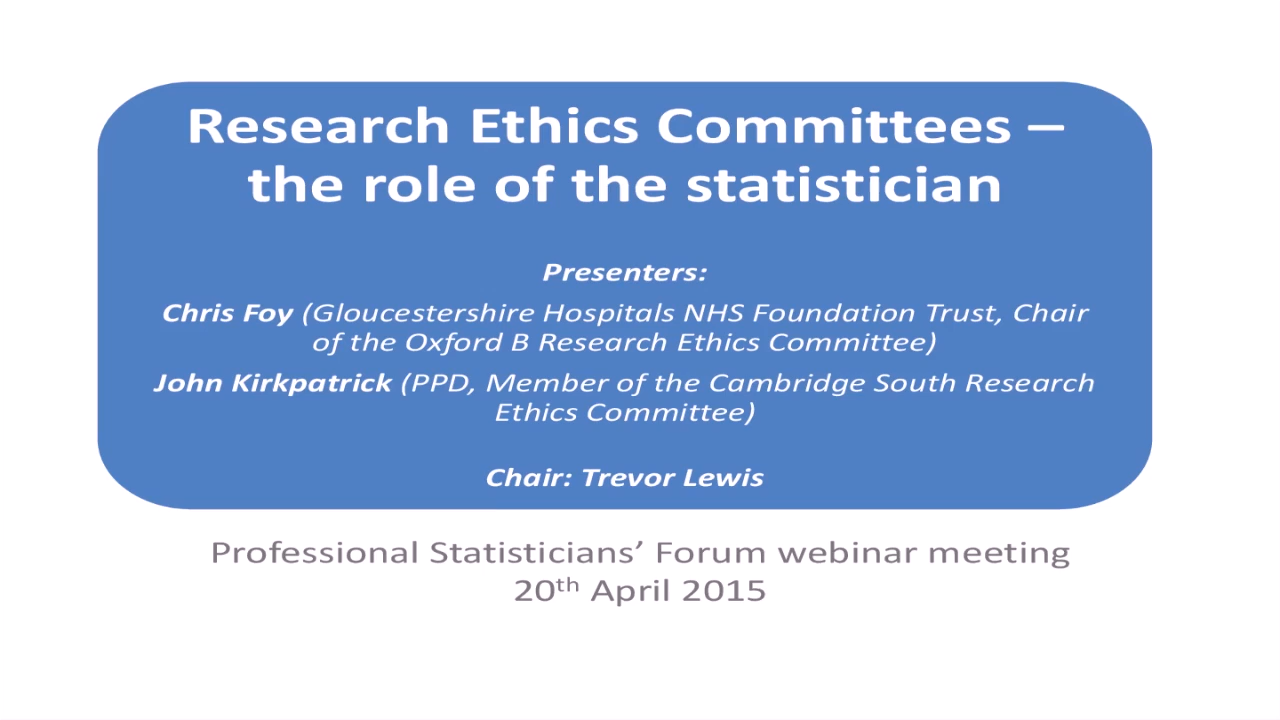 Research Ethics Committees –
the role of the statistician
Presenters:
Chris Foy (Gloucestershire Hospitals NHS Foundation Trust, Chair
of the Oxford B Research Ethics Committee)
John Kirkpatrick (PPD, Member of the Cambridge South Research
Ethics Committee)
Chair: Trevor Lewis
Professional Statisticians’ Forum webinar meeting
20th April 2015